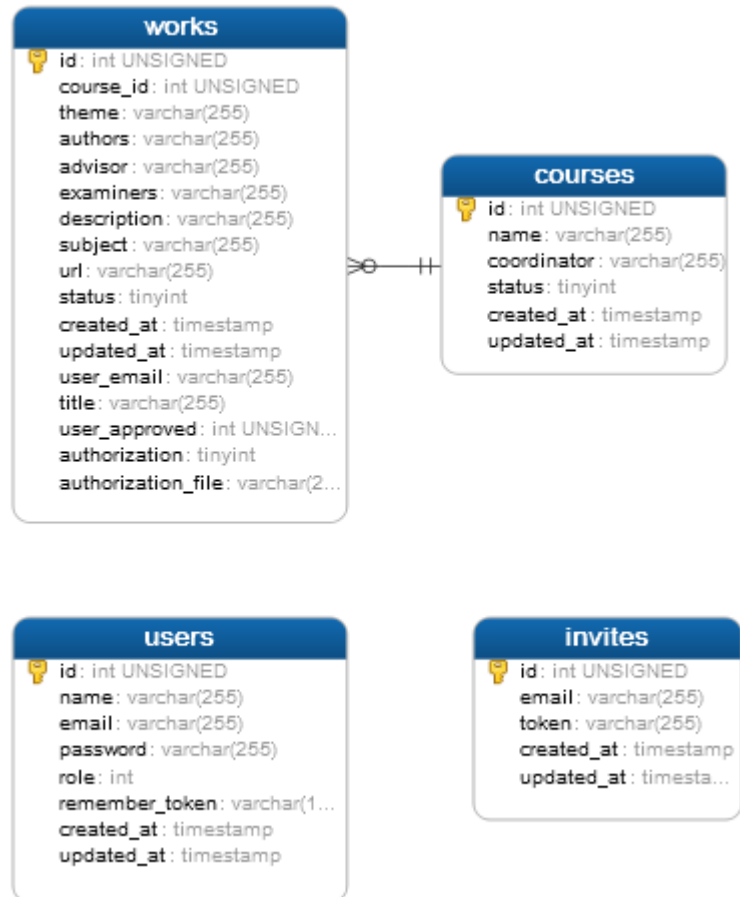 works
id: int UNSIGNED
course_id: int UNSIGNED
theme: varchar(255)
authors: varchar(255)
advisor: varchar(255)
examiners: varchar(255)
description: varchar(255)
subject: varchar(255)
url: varchar(255)
status: tinyint
created_at: timestamp
updated_at: timestamp
user_email: varchar(255)
title: varchar(255)
user_approved: int UNSIGN...
authorization: tinyint
authorization_file: varchar(2...
courses
id: int UNSIGNED
name: varchar(255)
coordinator: varchar(255)
status: tinyint
created_at: timestamp
updated_at: timestamp
users
id: int UNSIGNED
name: varchar(255)
email: varchar(255)
password: varchar(255)
role: int
remember_token: varchar(1...
created_at: timestamp
updated_at: timestamp
invites
id: int UNSIGNED
email: varchar(255)
token: varchar(255)
created_at: timestamp
updated_at: timesta...